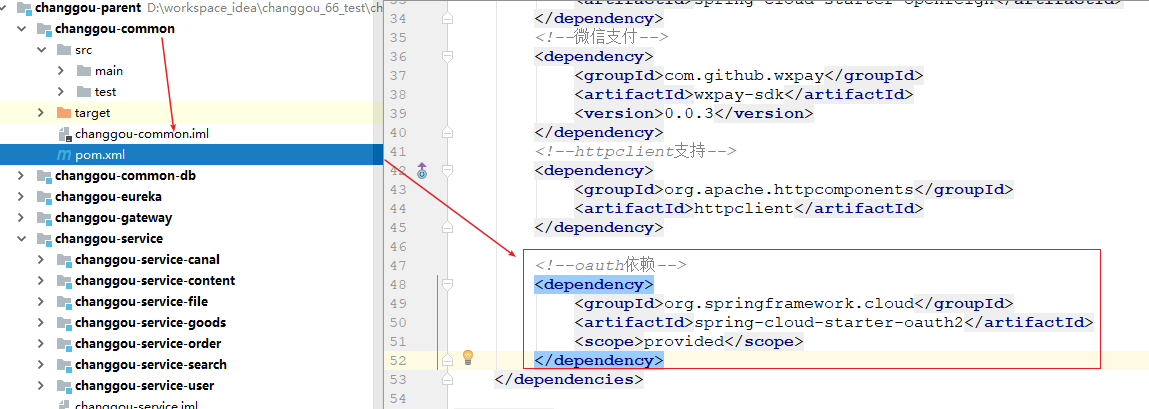 changgou-parent D:\workspace_idea\changgou_66_test\ch
changgou-common
src
main
test
target
changgou-common.iml
pom.xml
changgou-common-db
changgou-eureka
changgou-gateway
changgou-service
changgou-service-canal
changgou-service-content
changgou-service-file
changgou-service-goods
changgou-service-order
changgou-service-search
changgou-service-user
changgou-service.iml
33 <artifactId>spring-cloud-starter-openfeign</artifactId>
34 </dependency>
35 <!--微信支付-->
36 <dependency>
37 <groupId>com.github.wxpay</groupId>
38 <artifactId>wxpay-sdk</artifactId>
39 <version>0.0.3</version>
40 </dependency>
41 <!--httpclient支持-->
42 <dependency>
43 <groupId>org.apache.httpcomponents</groupId>
44 <artifactId>httpclient</artifactId>
45 </dependency>
46
47 <!--oauth依赖-->
48 <dependency>
49 <groupId>org.springframework.cloud</groupId>
50 <artifactId>spring-cloud-starter-oauth2</artifactId>
51 <scope>provided</scope>
52 </dependency>
53 </dependencies>
54